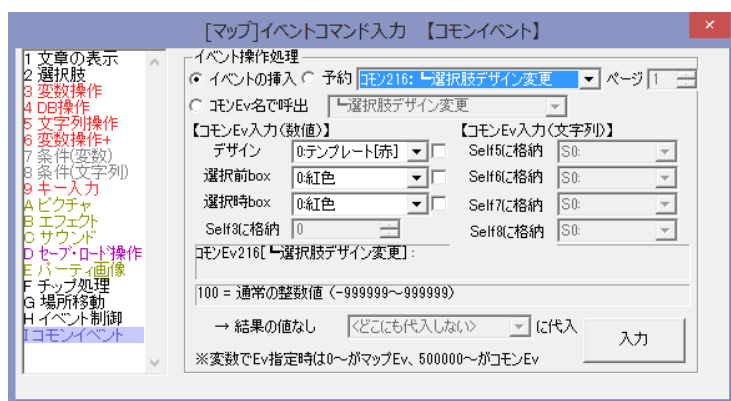 [マップ]イベントコマンド入力 【コモンイベント】
×
1 文章の表示
2 選択肢
3 変数操作
4 DB操作
5 文字列操作
6 変数操作+
7 条件(変数)
8 条件(文字列)
9 キー入力
A ピクチャ
B エフェクト
C サウンド
D セーブ・ロード操作
E パーティ画像
F チップ処理
G 場所移動
H イベント制御
I コモンイベント
イベント操作処理
イベントの挿入 予約 コモン216: ┗選択肢デザイン変更 ページ 1
コモンEv名で呼出 ┗選択肢デザイン変更
【コモンEv入力(数値)】 【コモンEv入力(文字列)】
デザイン 0:テンプレート[赤] Self5に格納 S0:
選択前box 0:紅色 Self6に格納 S0:
選択時box 0:紅色 Self7に格納 S0:
Self3に格納 0 Self8に格納 S0:
コモンEv216[┗選択肢デザイン変更]:
100 = 通常の整数値 (-999999~999999)
→ 結果の値なし <どこにも代入しない> に代入
入力
※変数でEv指定時は0~がマップEv、500000~がコモンEv